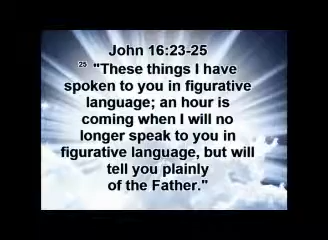 John 16:23-25
25 "These things I have
spoken to you in figurative
language; an hour is
coming when I will no
longer speak to you in
figurative language, but will
tell you plainly
of the Father."